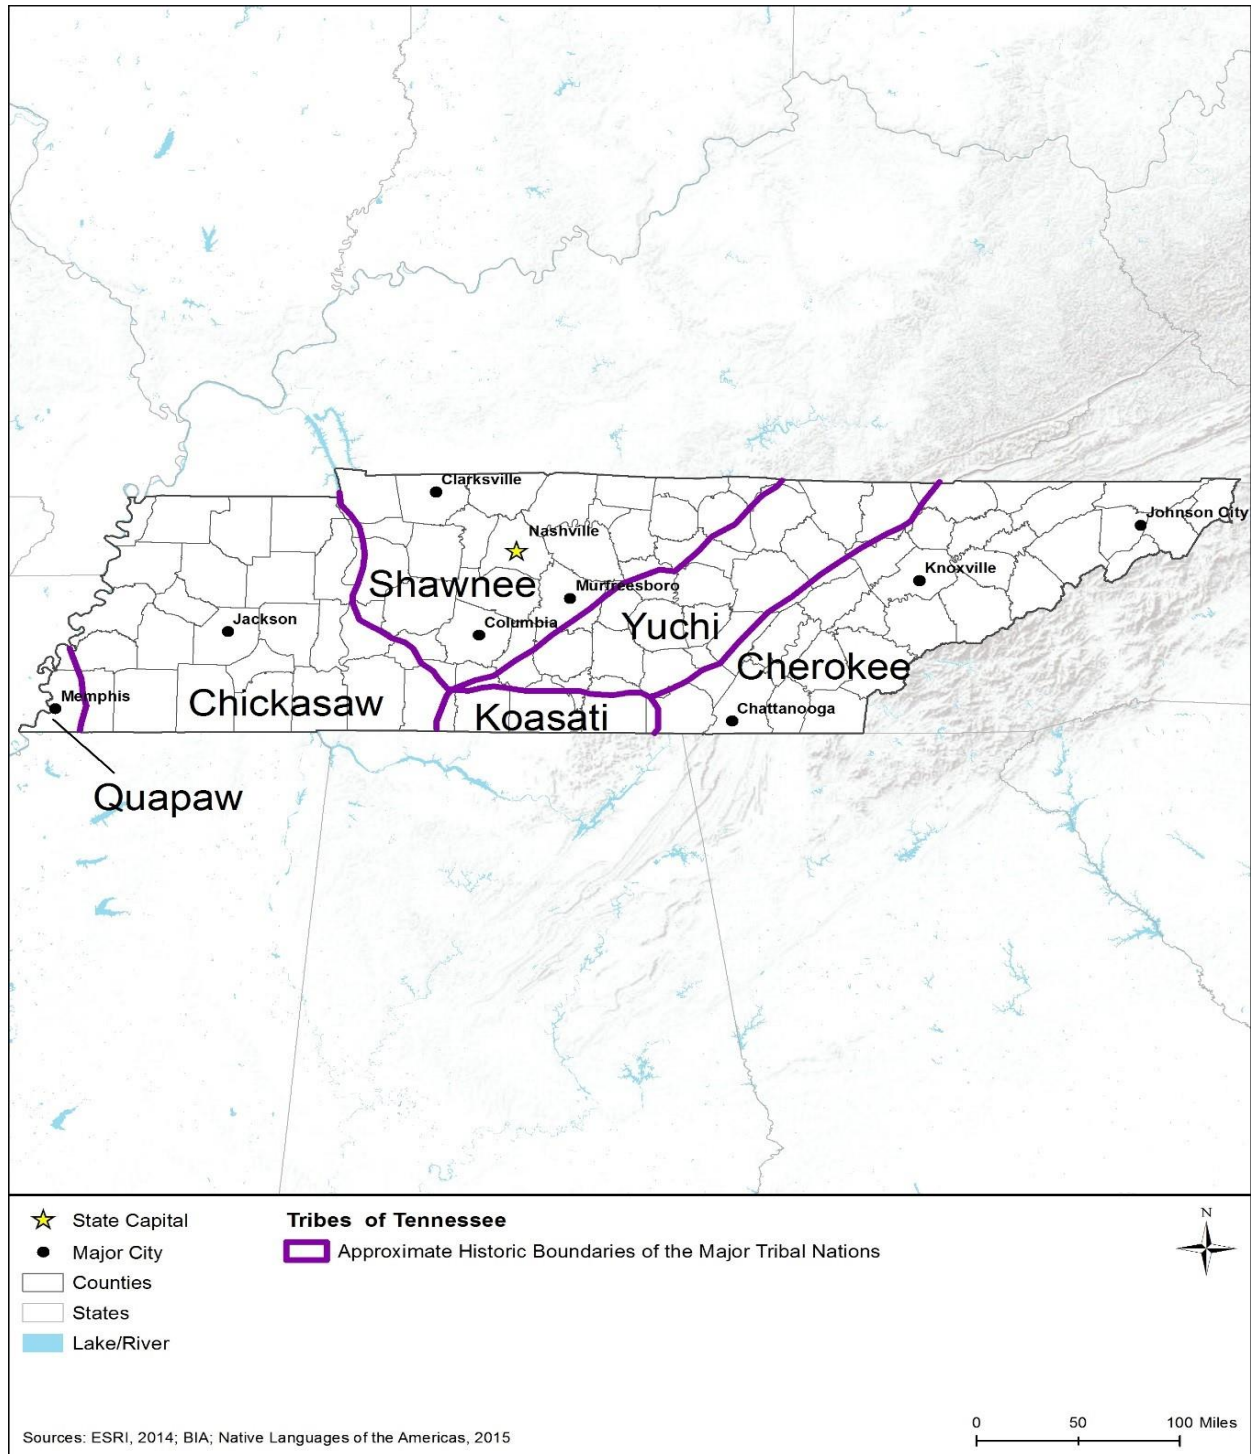 Clarksville
Johnson City
Nashville
Knoxville
Shawnee
Murfreesboro
Jackson
Columbia
Yuchi
Cherokee
Memphis
Chickasaw
Koasati
Chattanooga
Quapaw
State Capital
Major City
Counties
States
Lake/River
Tribes of Tennessee
Approximate Historic Boundaries of the Major Tribal Nations
N
0 50 100 Miles
Sources: ESRI, 2014; BIA; Native Languages of the Americas, 2015